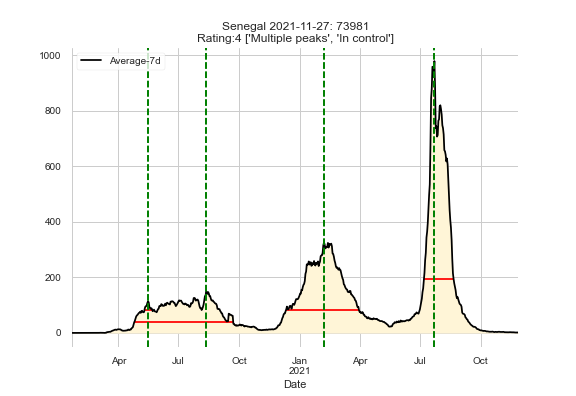 Senegal 2021-11-27: 73981
Rating:4 ['Multiple peaks', 'In control']
1000
Average-7d
800
600
400
200
0
Apr Jul Oct Jan Apr Jul Oct
2021
Date